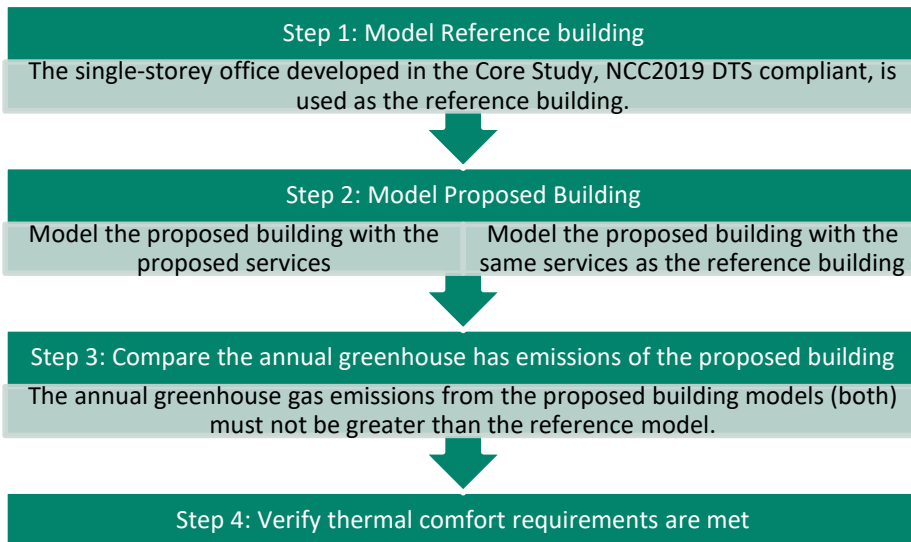 Step 1: Model Reference building
The single-storey office developed in the Core Study, NCC2019 DTS compliant, is
used as the reference building.
Step 2: Model Proposed Building
Model the proposed building with the
proposed services
Model the proposed building with the
same services as the reference building
Step 3: Compare the annual greenhouse has emissions of the proposed building
The annual greenhouse gas emissions from the proposed building models (both)
must not be greater than the reference model.
Step 4: Verify thermal comfort requirements are met